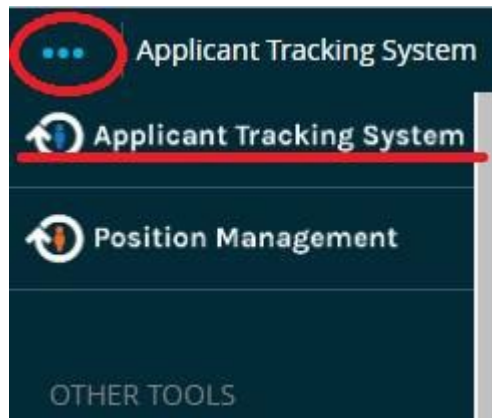 Applicant Tracking System
Applicant Tracking System
Position Management
OTHER TOOLS